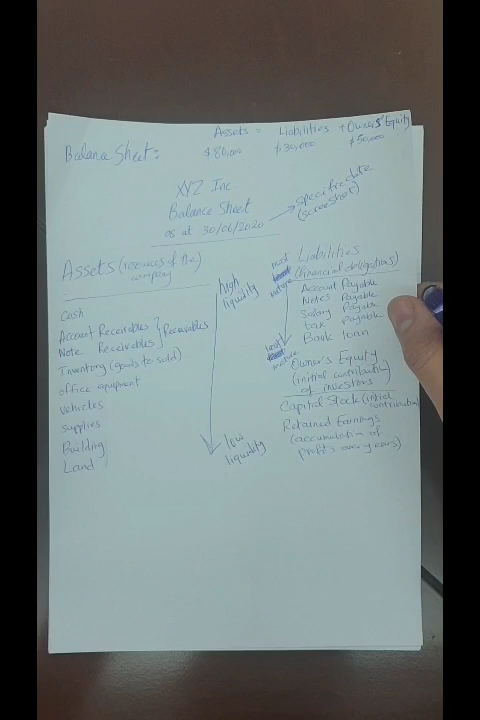 Assets = Liabilities + Owners' Equity
Balance Sheet: $80,000 $30,000 $50,000
XYZ Inc.
Balance Sheet
as at 30/06/2020
specific date
(screenshot)
Assets (resources of the
company)
Cash
Account Receivables
Note Receivables } Receivables
Inventory (goods to sold)
office equipment
vehicles
supplies
Building
Land
high
liquidity
low
liquidity
Liabilities
(financial obligations)
most
mature
Account Payable
Notes Payable
Salary Payable
tax Payable
Bank loan
least
mature
Owner's Equity
(initial contribution
of investors
Capital Stock (initial
contribution)
Retained Earnings
(accumulation of
profits over years)